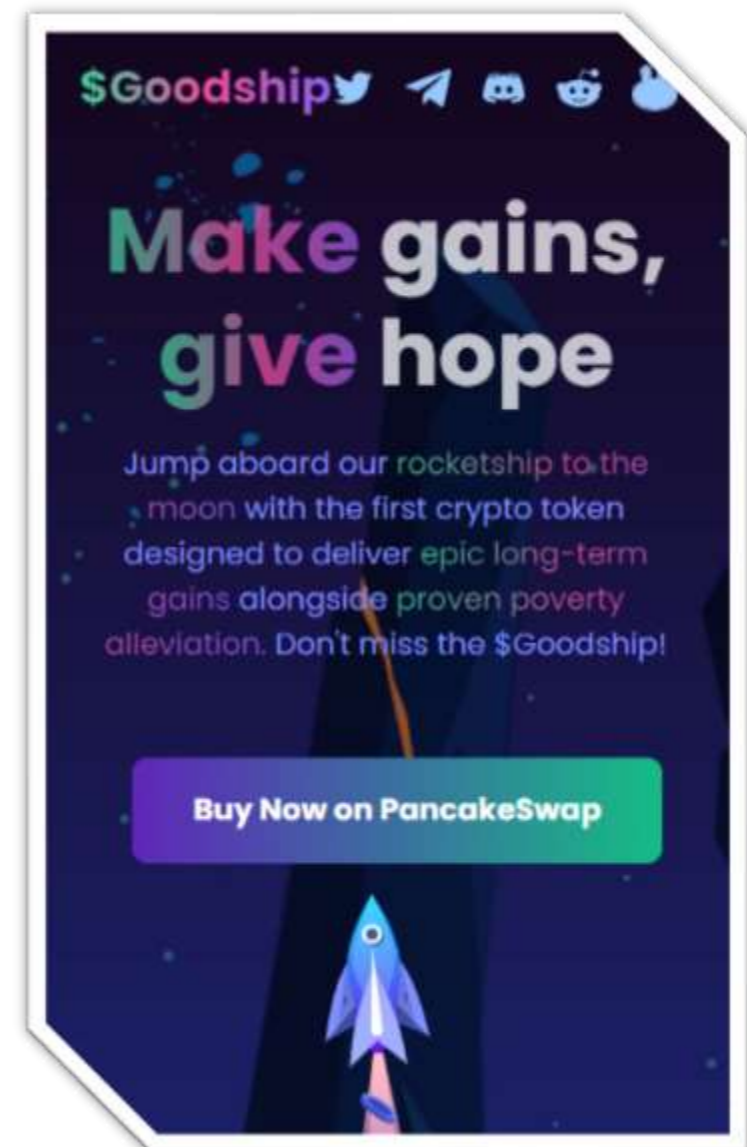 $Goodship
Make gains,
give hope
Jump aboard our rocketship to the
moon with the first crypto token
designed to deliver epic long-term
gains alongside proven poverty
alleviation. Don't miss the $Goodship!
Buy Now on PancakeSwap